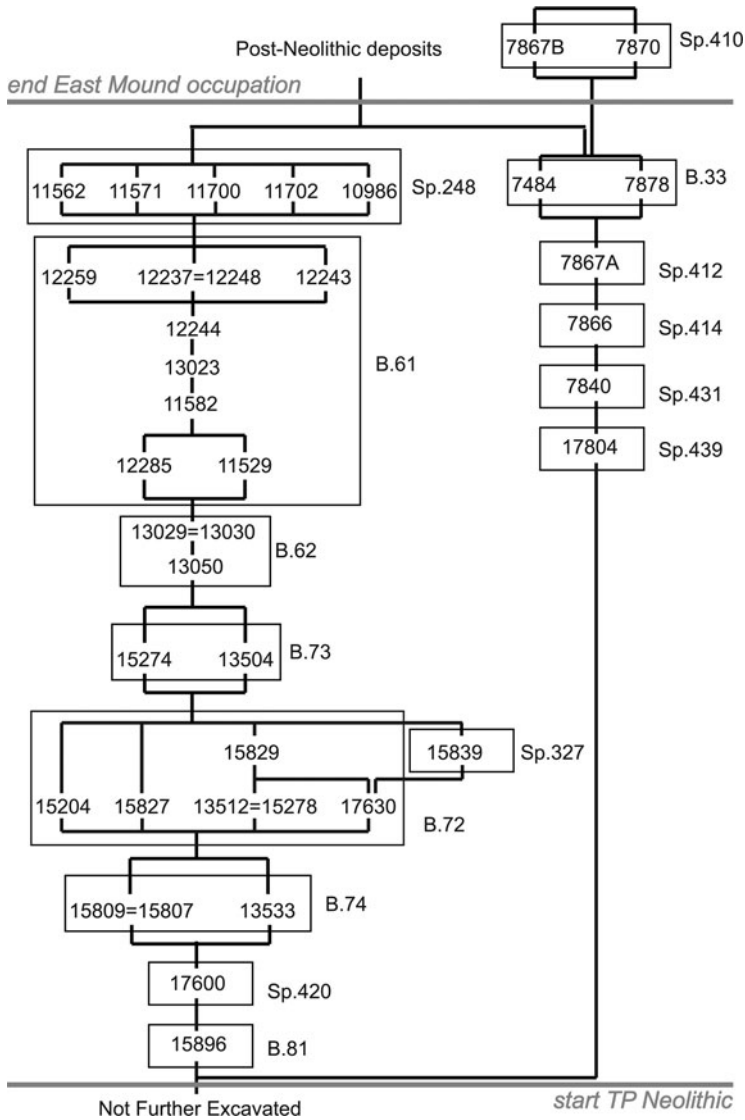 7867B 7870 Sp.410
Post-Neolithic deposits
end East Mound occupation
11562 11571 11700 11702 10986 Sp.248
7484 7878 B.33
12259 12237=12248 12243
7867A Sp.412
12244
7866 Sp.414
13023
B.61
7840 Sp.431
11582
17804 Sp.439
12285 11529
13029=13030 B.62
13050
15274 13504 B.73
15829 15839 Sp.327
15204 15827 13512=15278 17630 B.72
15809=15807 13533 B.74
17600 Sp.420
15896 B.81
Not Further Excavated
start TP Neolithic